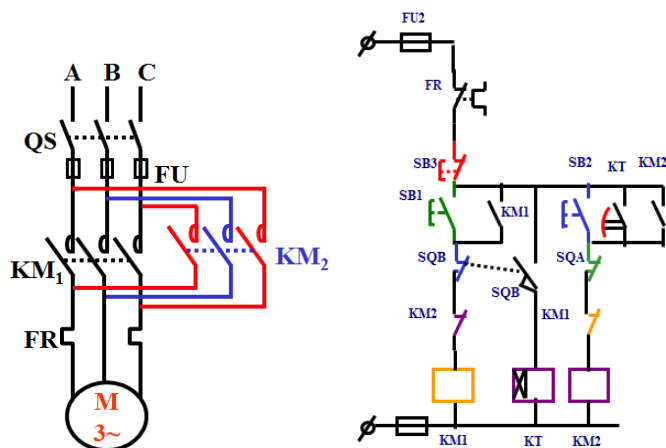 A B C
QS
FU
KM₁
KM₂
FR
M
3~
FU2
FR
SB3
SB1
KM1
SB2
KT
KM2
SQB
SQB
SQA
KM2
KM1
KM1
KT
KM2